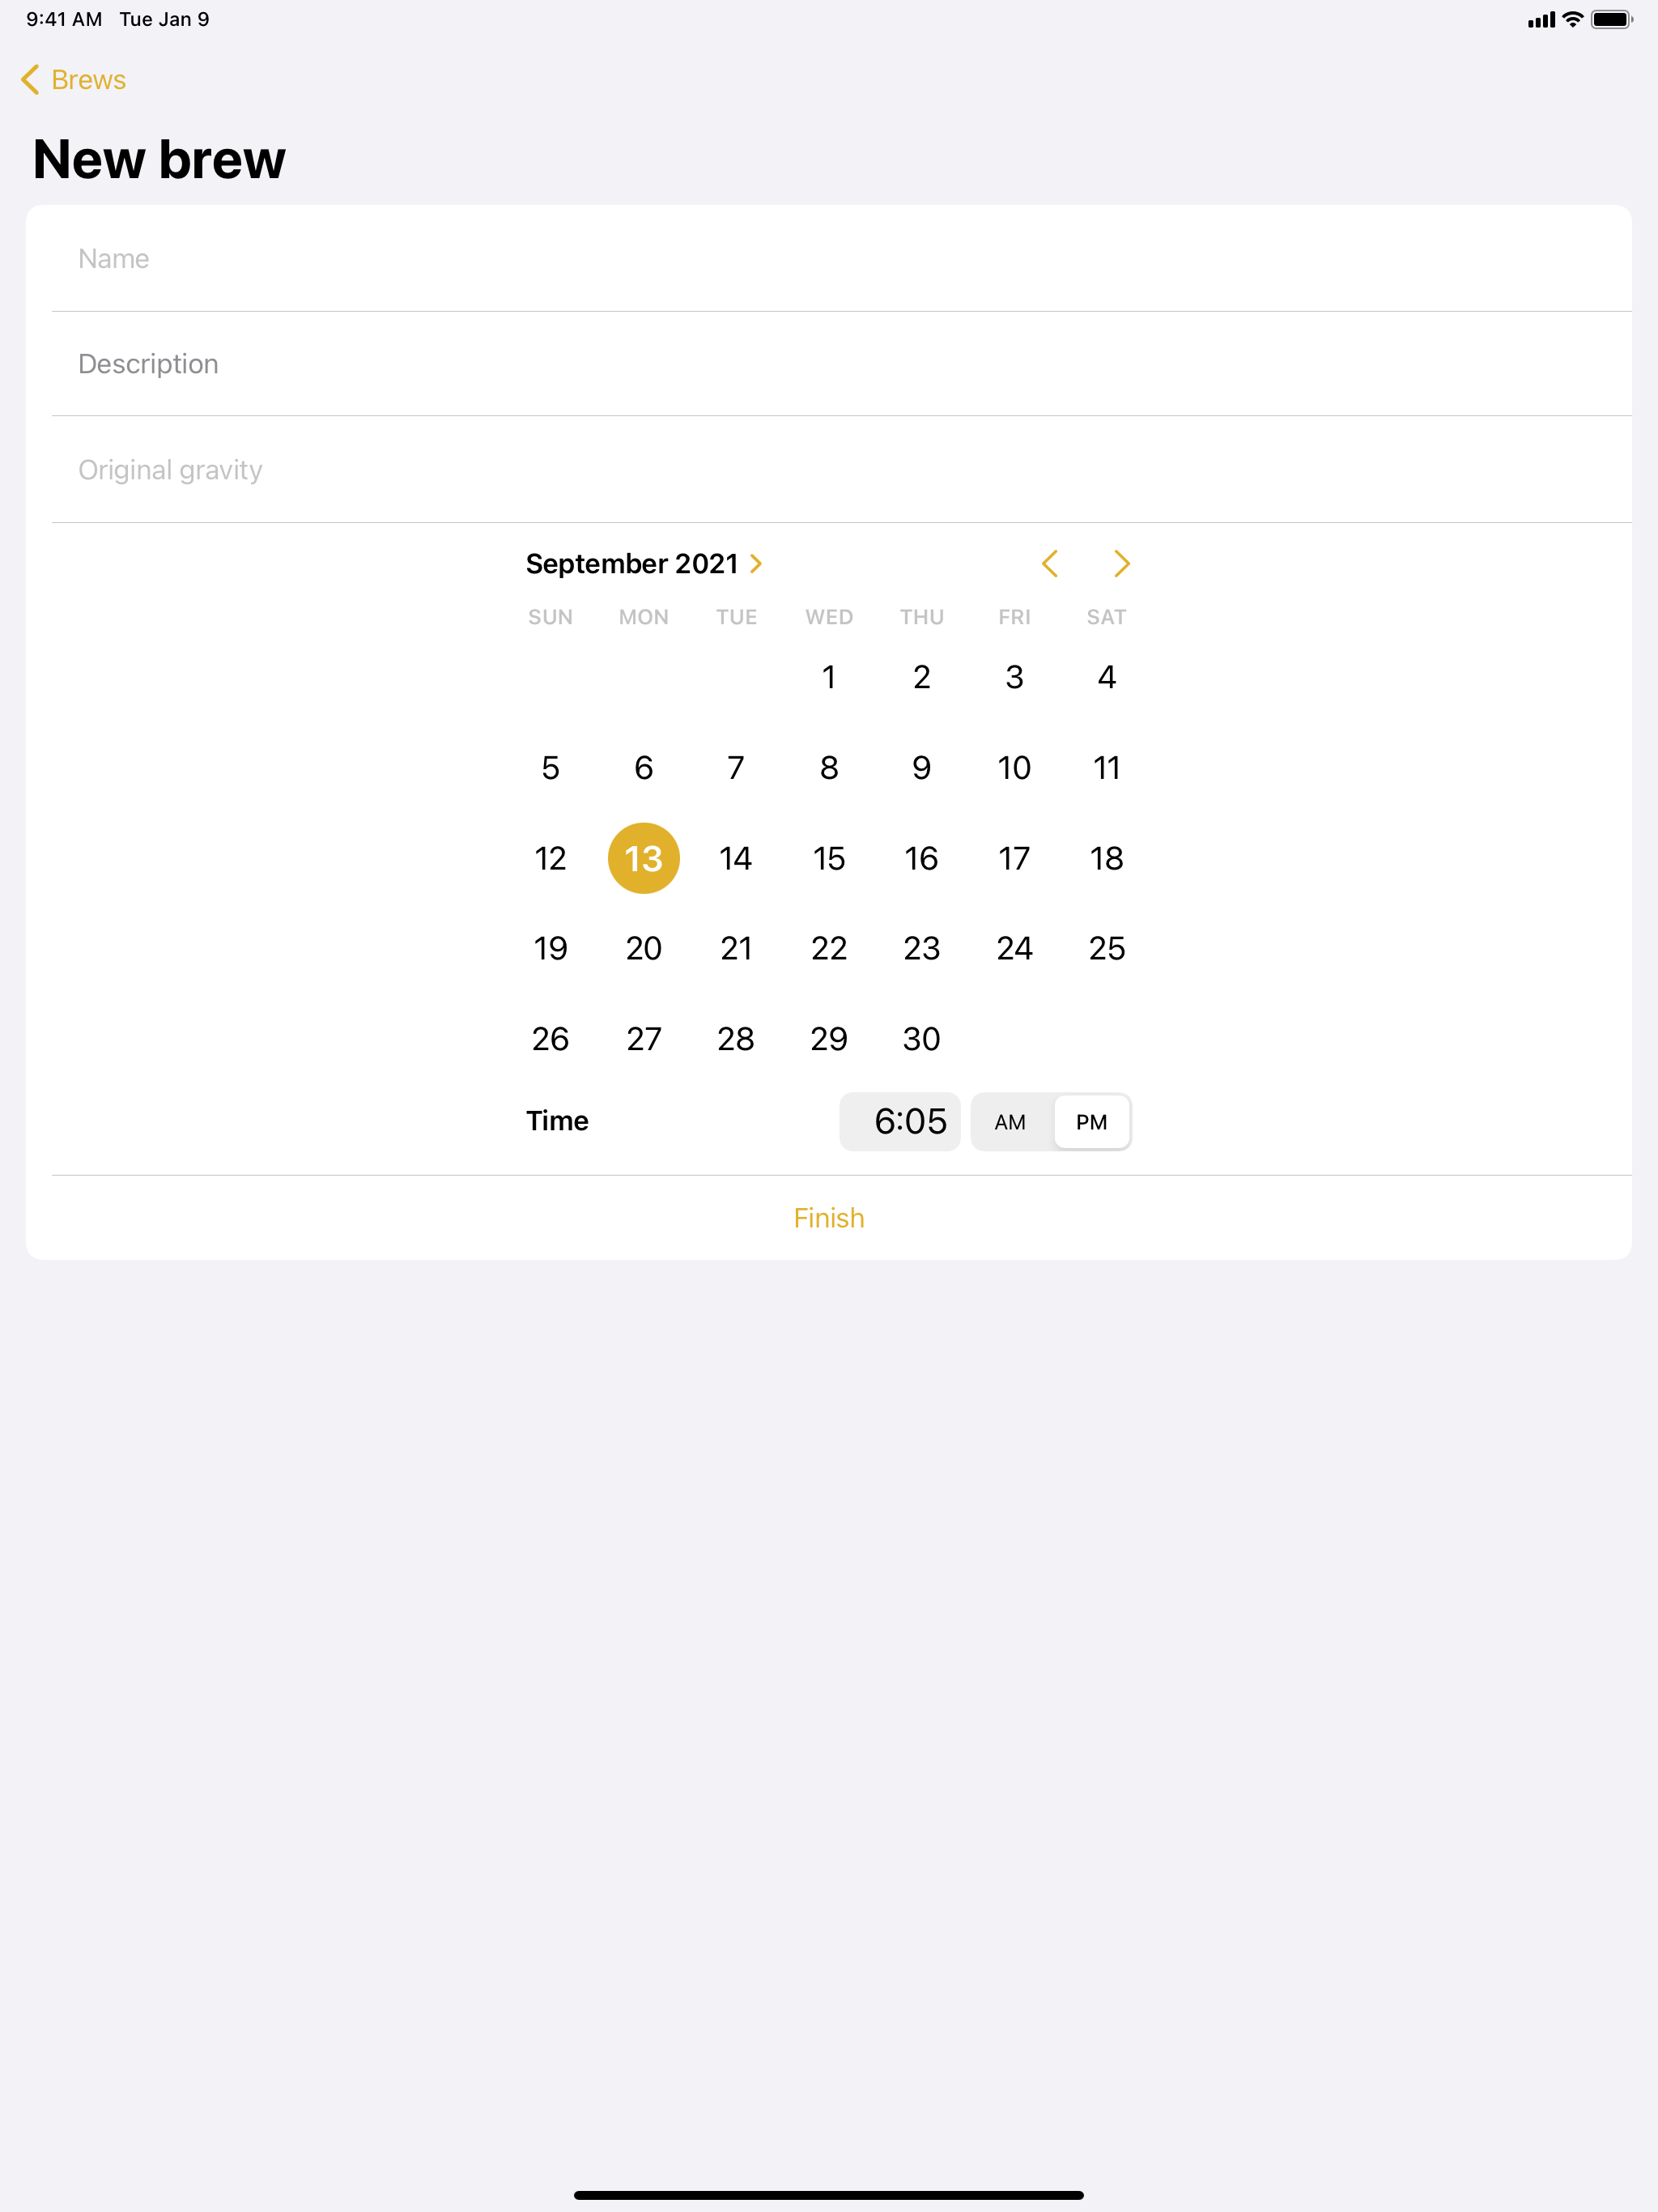 9:41 AM Tue Jan 9
Brews
New brew
Name
Description
Original gravity
September 2021
SUN MON TUE WED THU FRI SAT
1 2 3 4
5 6 7 8 9 10 11
12 13 14 15 16 17 18
19 20 21 22 23 24 25
26 27 28 29 30
Time 6:05 AM PM
Finish